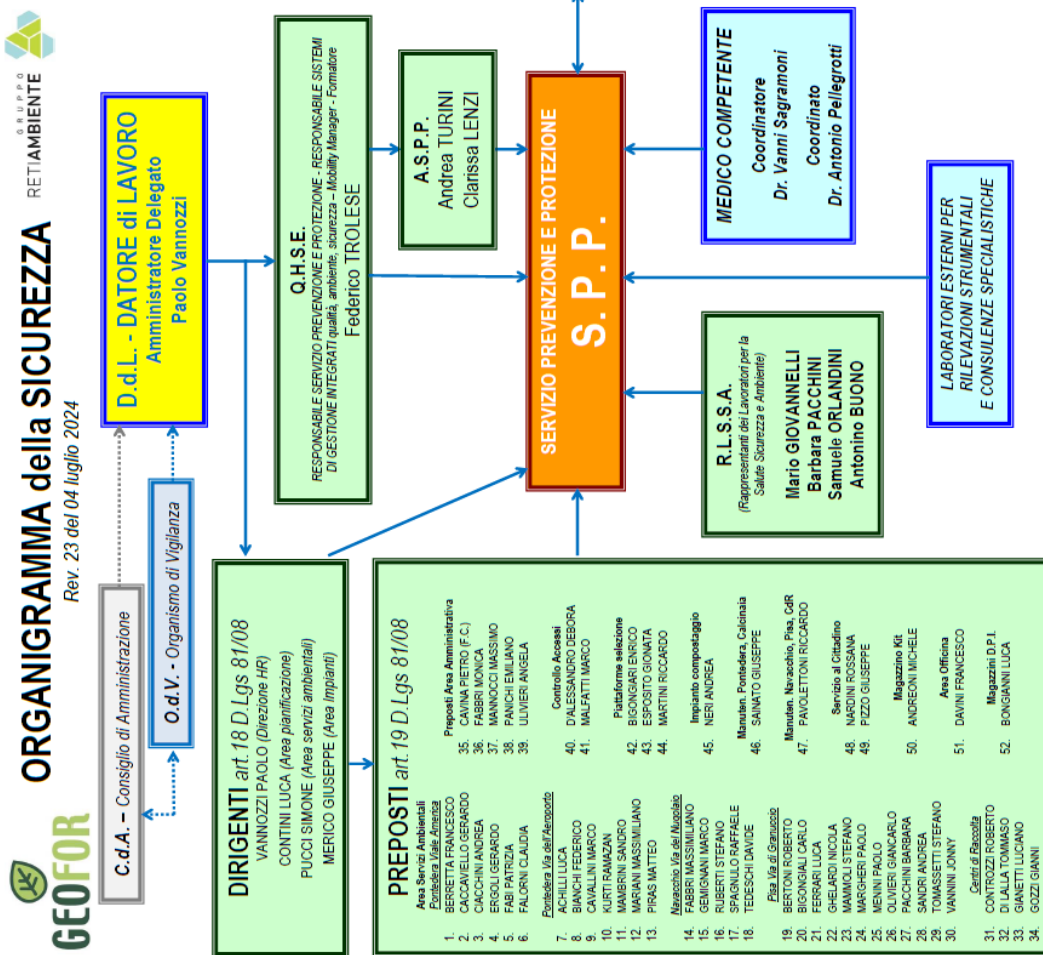 GEOFOR
ORGANIGRAMMA della SICUREZZA
Rev. 23 del 04 luglio 2024
GRUPPO
RETIAMBIENTE
C.d.A. – Consiglio di Amministrazione
O.d.V. - Organismo di Vigilanza
D.d.L. - DATORE di LAVORO
Amministratore Delegato
Paolo Vannozzi
DIRIGENTI art.18 D.Lgs 81/08
VANNOZZI PAOLO (Direzione HR)
CONTINI LUCA (Area pianificazione)
PUCCI SIMONE (Area servizi ambientali)
MERICO GIUSEPPE (Area Impianti)
Q.H.S.E.
RESPONSABILE SERVIZIO PREVENZIONE E PROTEZIONE - RESPONSABILE SISTEMI
DI GESTIONE INTEGRATI qualità, ambiente, sicurezza – Mobility Manager - Formatore
Federico TROLESE
A.S.P.P.
Andrea TURINI
Clarissa LENZI
PREPOSTI art.19 D.Lgs 81/08
Area Servizi Ambientali
Pontedera Viale America
1. BERRETTA FRANCESCO
2. CACCAVIELLO GERARDO
3. CIACCHINI ANDREA
4. ERGOLI GERARDO
5. FABI PATRIZIA
6. FALORNI CLAUDIA
Pontedera Via dell'Aeroporto
7. ACHILLI LUCA
8. BIANCHI FEDERICO
9. CAVALLINI MARCO
10. KURTI RAMAZAN
11. MAMBRINI SANDRO
12. MARIANI MASSIMILIANO
13. PIRAS MATTEO
Navacchio Via del Nugolaio
14. FABBRI MASSIMILIANO
15. GEMIGNANI MARCO
16. RUBERTI STEFANO
17. SPAGNULO RAFFAELE
18. TEDESCHI DAVIDE
Pisa Via di Granuccio
19. BERTONI ROBERTO
20. BIGONGIALI CARLO
21. FERRARI LUCA
22. GHELARDI NICOLA
23. MAMMOLI STEFANO
24. MARGHERI PAOLO
25. MENINI PAOLO
26. OLIVIERI GIANCARLO
27. PACCHINI BARBARA
28. SANDRI ANDREA
29. TOMASSETTI STEFANO
30. VANNINI JONNY
Centri di Raccolta
31. CONTROZZI ROBERTO
32. DI LALLA TOMMASO
33. GIANETTI LUCIANO
34. GOZZI GIANNI
Preposti Area Amministrativa
35. CAVINA PIETRO (F.C.)
36. FABBRI MONICA
37. MANNOCCI MASSIMO
38. PANICHI EMILIANO
39. ULIVIERI ANGELA
Controllo Accessi
40. D'ALESSANDRO DEBORA
41. MALFATTI MARCO
Piattaforme selezione
42. BIGONGIARI ENRICO
43. ESPOSITO GIONATA
44. MARTINI RICCARDO
Impianto compostaggio
45. NERI ANDREA
Manuten. Pontedera, Calcinaia
46. SAINATO GIUSEPPE
Manuten. Navacchio, Pisa, CdR
47. PAVOLETTONI RICCARDO
Servizio al Cittadino
48. NARDINI ROSSANA
49. PIZZO GIUSEPPE
Magazzino Kit
50. ANDREONI MICHELE
Area Officina
51. DAVINI FRANCESCO
Magazzini D.P.I.
52. BONGIANNI LUCA
SERVIZIO PREVENZIONE E PROTEZIONE
S. P. P.
R.L.S.S.A.
(Rappresentanti dei Lavoratori per la
Salute Sicurezza e Ambiente)
Mario GIOVANNELLI
Barbara PACCHINI
Samuele ORLANDINI
Antonino BUONO
MEDICO COMPETENTE
Coordinatore
Dr. Vanni Sagramoni
Coordinato
Dr. Antonio Pellegrotti
LABORATORI ESTERNI PER
RILEVAZIONI STRUMENTALI
E CONSULENZE SPECIALISTICHE